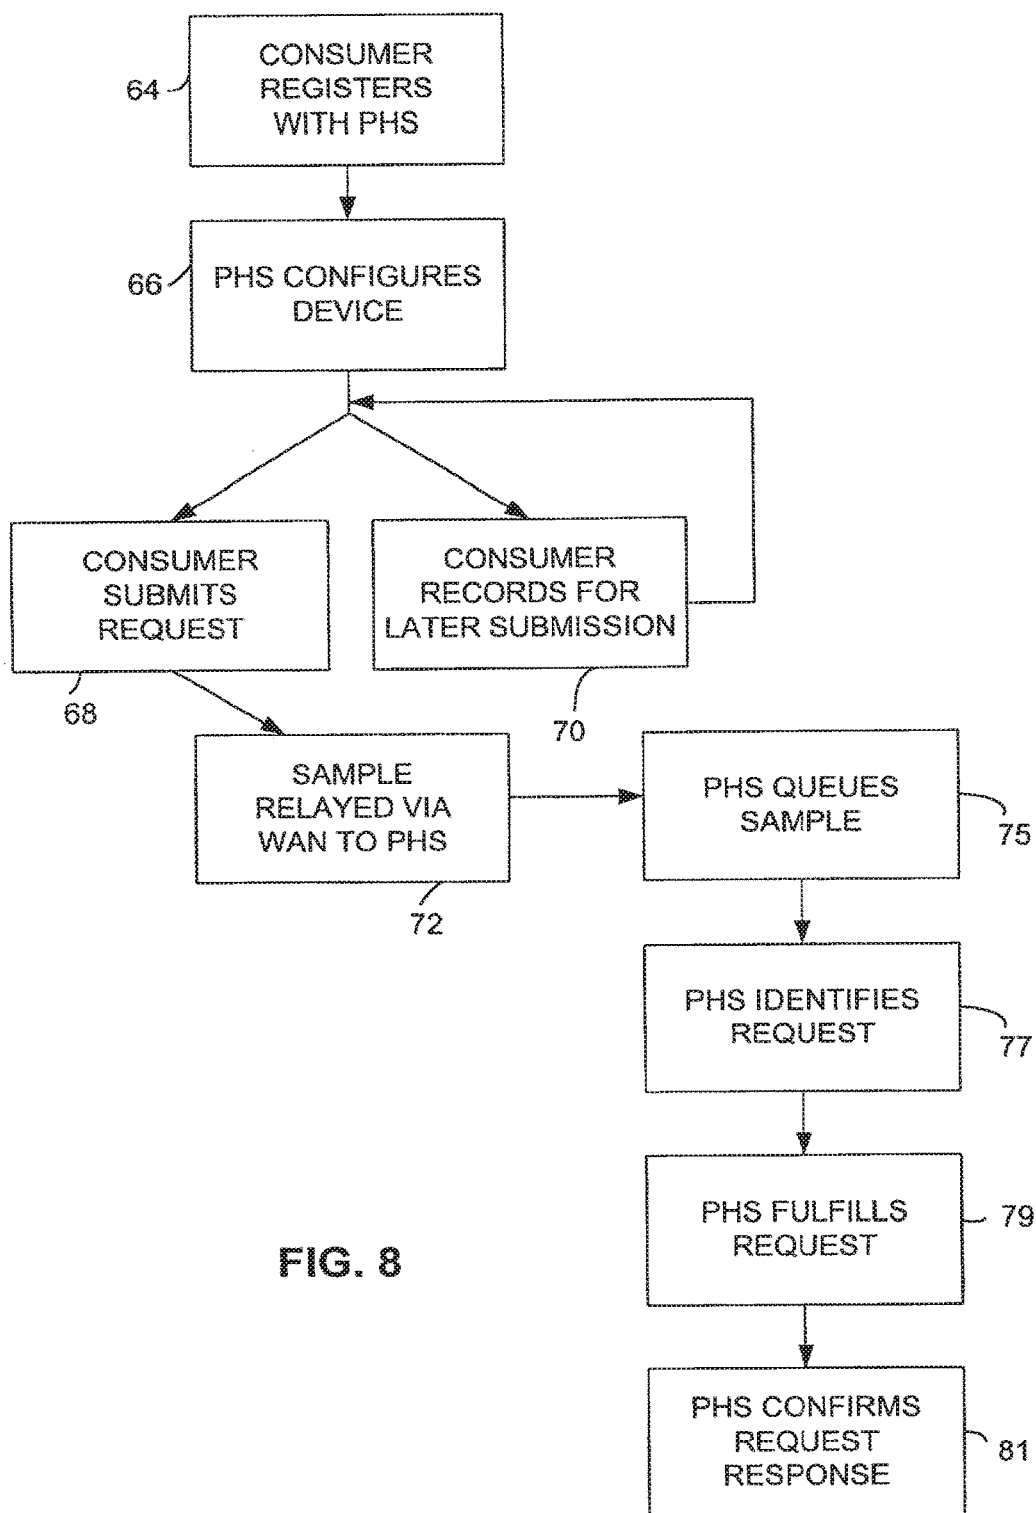 64
CONSUMER
REGISTERS
WITH PHS
66
PHS CONFIGURES
DEVICE
CONSUMER
SUBMITS
REQUEST
68
CONSUMER
RECORDS FOR
LATER SUBMISSION
70
SAMPLE
RELAYED VIA
WAN TO PHS
72
PHS QUEUES
SAMPLE
75
PHS IDENTIFIES
REQUEST
77
PHS FULFILLS
REQUEST
79
FIG. 8
PHS CONFIRMS
REQUEST
RESPONSE
81